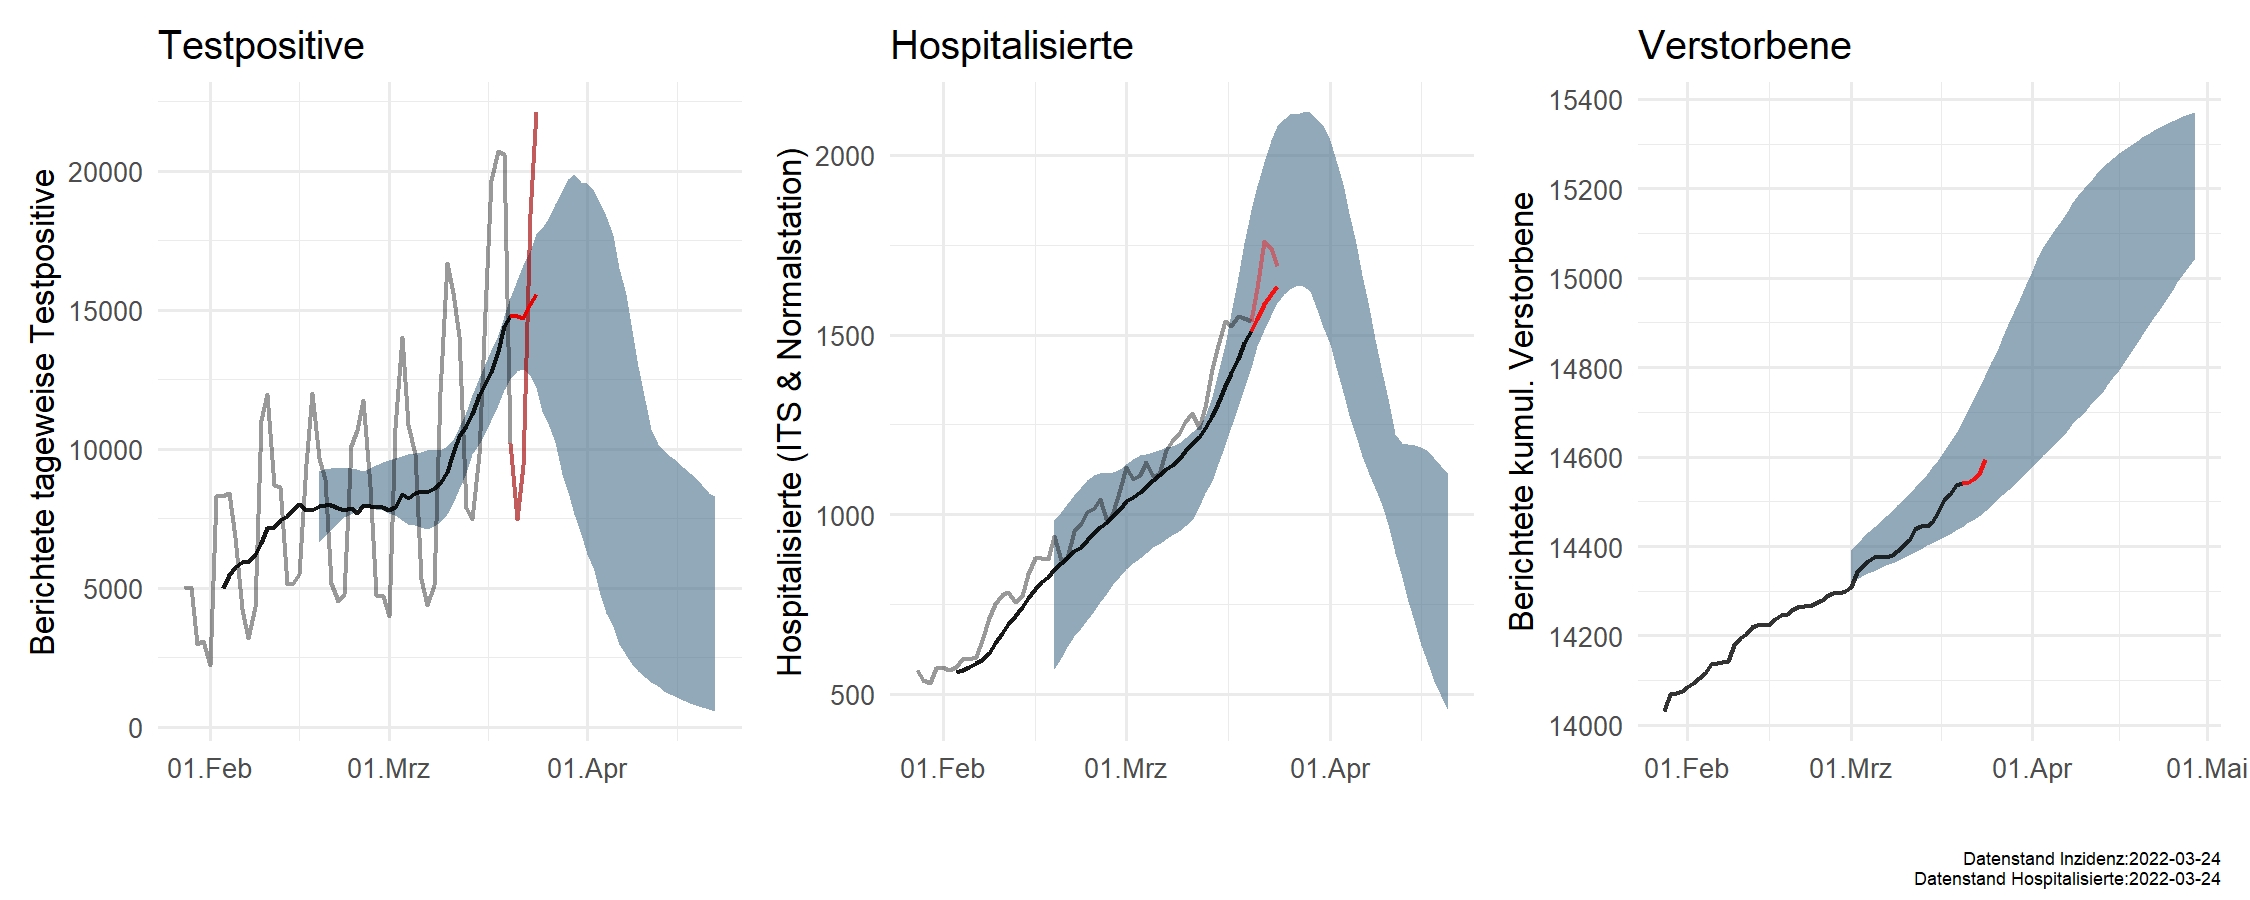 Testpositive
Berichtete tageweise Testpositive
20000
15000
10000
5000
0
01.Feb
01.Mrz
01.Apr
Hospitalisierte
Hospitalisierte (ITS & Normalstation)
2000
1500
1000
500
01.Feb
01.Mrz
01.Apr
Verstorbene
Berichtete kumul. Verstorbene
15400
15200
15000
14800
14600
14400
14200
14000
01.Feb
01.Mrz
01.Apr
01.Mai
Datenstand Inzidenz:2022-03-24
Datenstand Hospitalisierte:2022-03-24